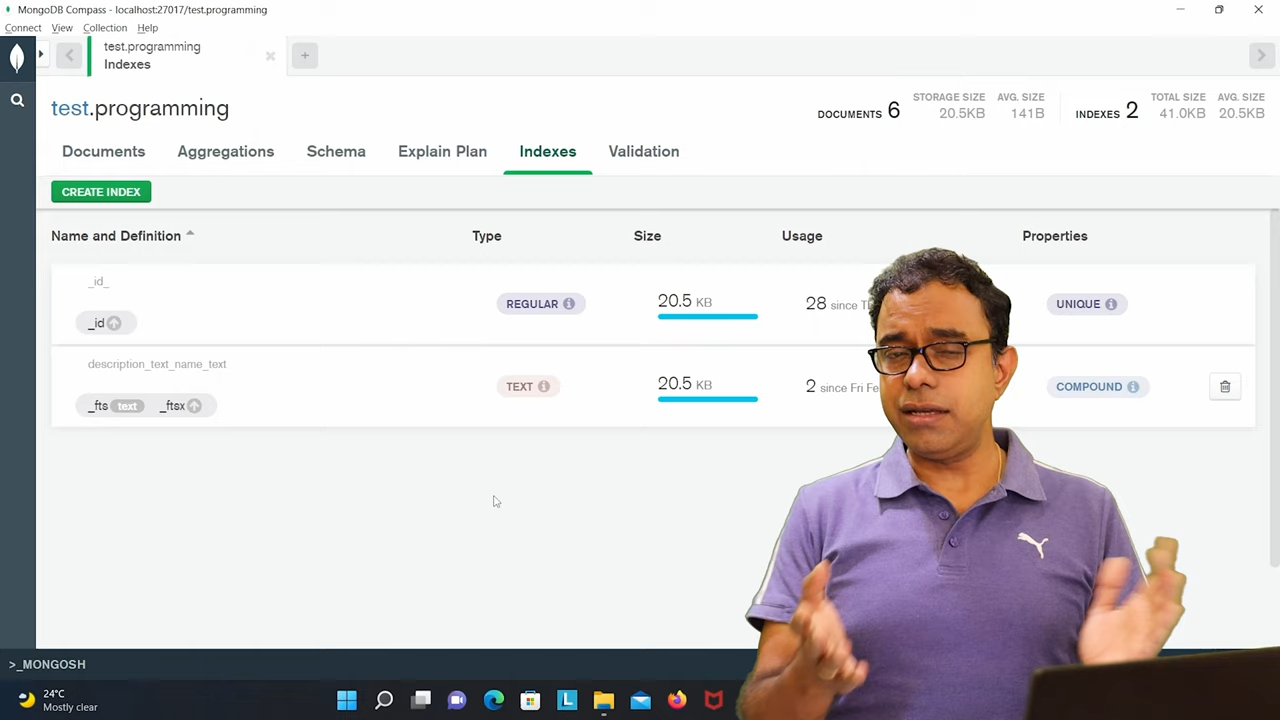 MongoDB Compass - localhost:27017/test.programming
Connect View Collection Help
test.programming
Indexes
test.programming
DOCUMENTS 6
STORAGE SIZE
20.5KB
AVG. SIZE
141B
INDEXES 2
TOTAL SIZE
41.0KB
AVG. SIZE
20.5KB
Documents Aggregations Schema Explain Plan Indexes Validation
CREATE INDEX
Name and Definition Type Size Usage Properties
_id_
_id
REGULAR
20.5 KB
28 since
UNIQUE
description_text_name_text
_fts text _ftsx
TEXT
20.5 KB
2 since Fri
COMPOUND
>_MONGOSH
24°C
Mostly clear